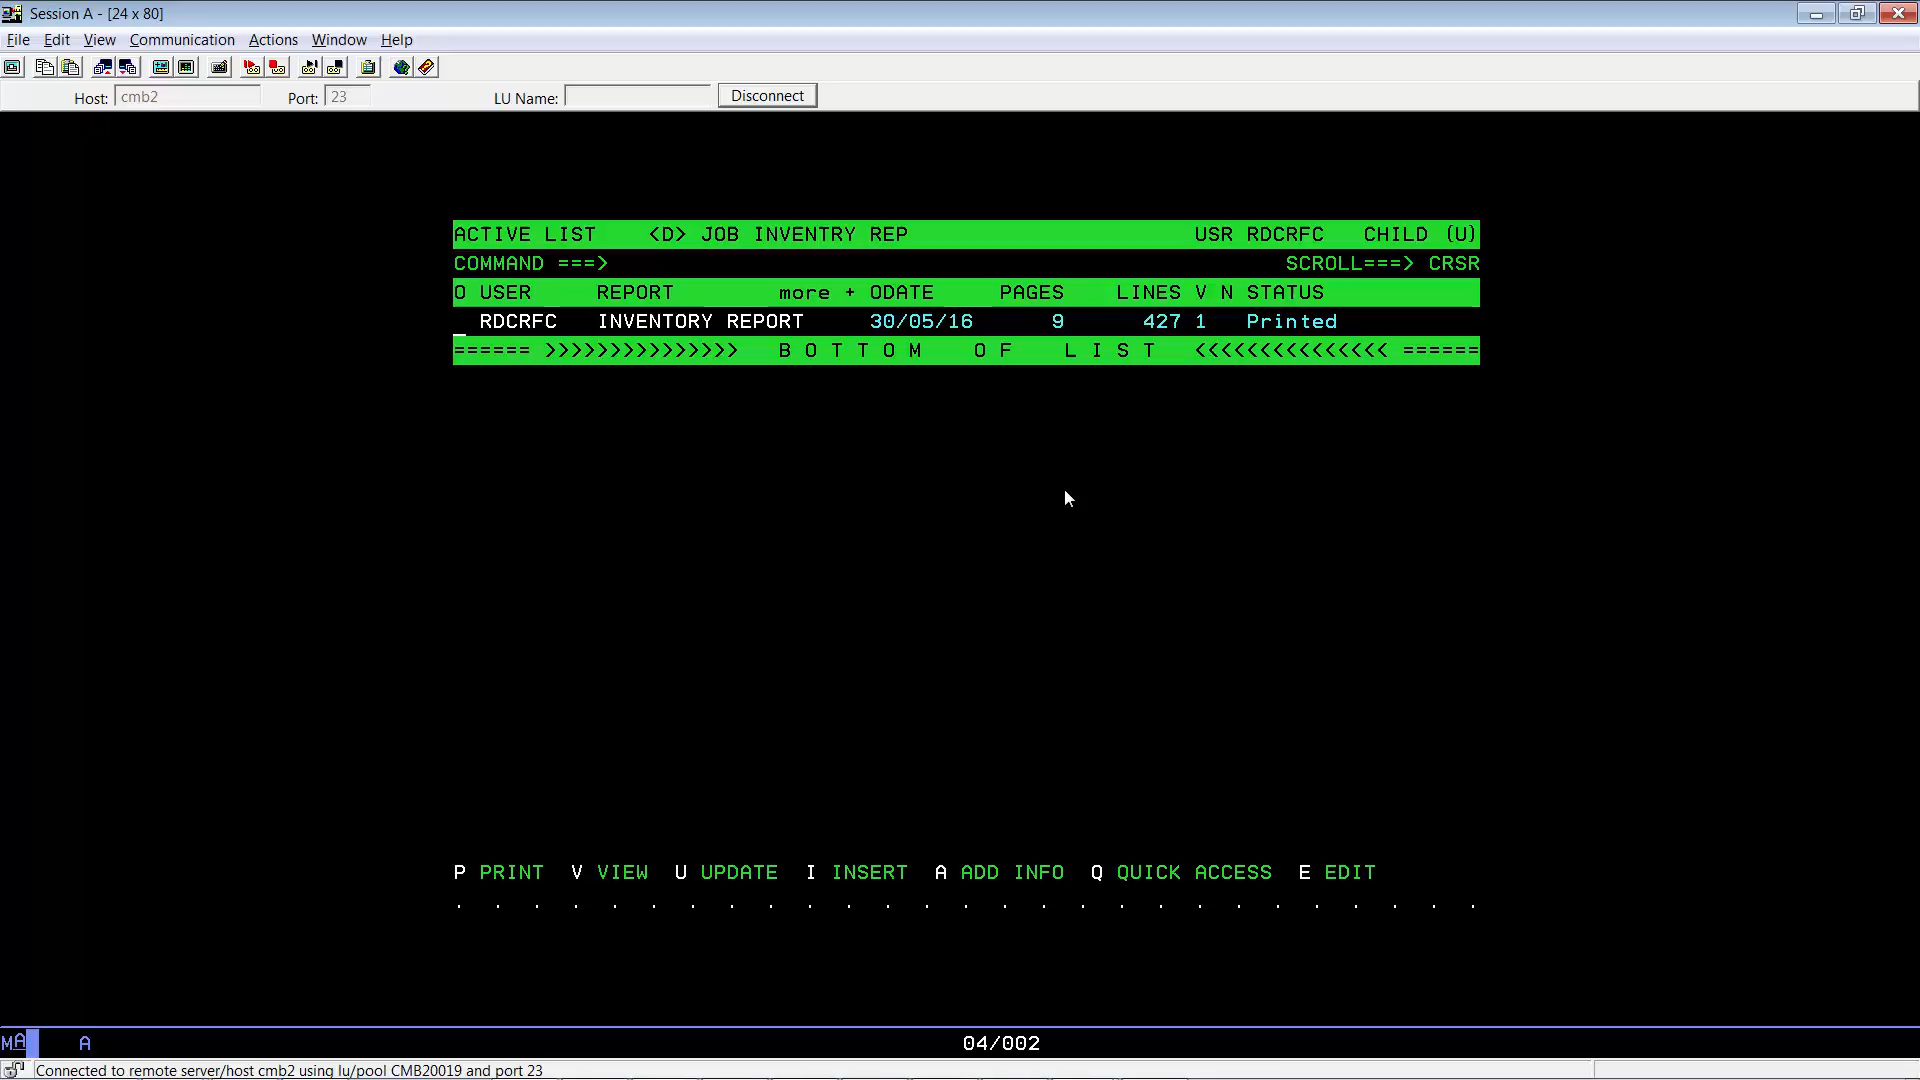 Session A - [24 x 80]
File Edit View Communication Actions Window Help
Host: cmb2 Port: 23 LU Name: Disconnect
ACTIVE LIST <D> JOB INVENTRY REP USR RDCRFC CHILD (U)
COMMAND ===> SCROLL===> CRSR
O USER REPORT more + ODATE PAGES LINES V N STATUS
_ RDCRFC INVENTORY REPORT 30/05/16 9 427 1 Printed
====== >>>>>>>>>>>>>>> B O T T O M O F L I S T <<<<<<<<<<<<<<< ======
P PRINT V VIEW U UPDATE I INSERT A ADD INFO Q QUICK ACCESS E EDIT
. . . . . . . . . . . . . . . . . . . . . . . . . . .
MA A 04/002
Connected to remote server/host cmb2 using lu/pool CMB20019 and port 23